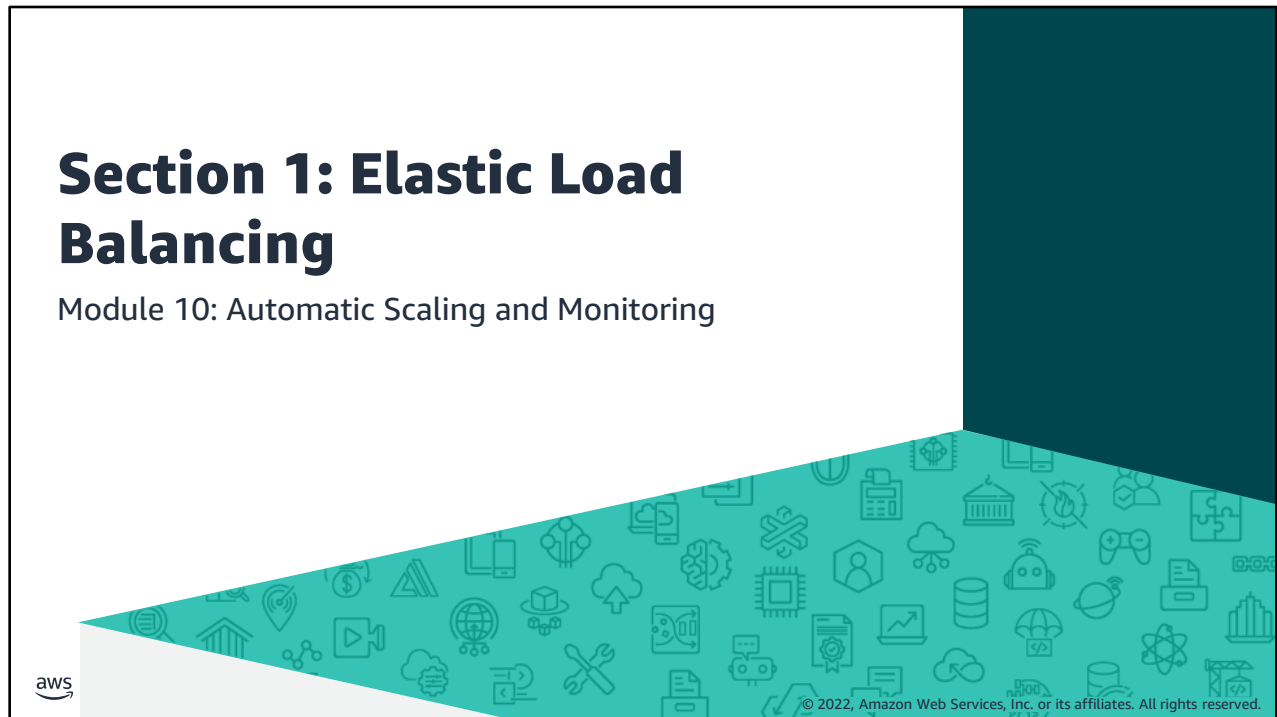 Section 1: Elastic Load
Balancing
Module 10: Automatic Scaling and Monitoring
aws
© 2022, Amazon Web Services, Inc. or its affiliates. All rights reserved.